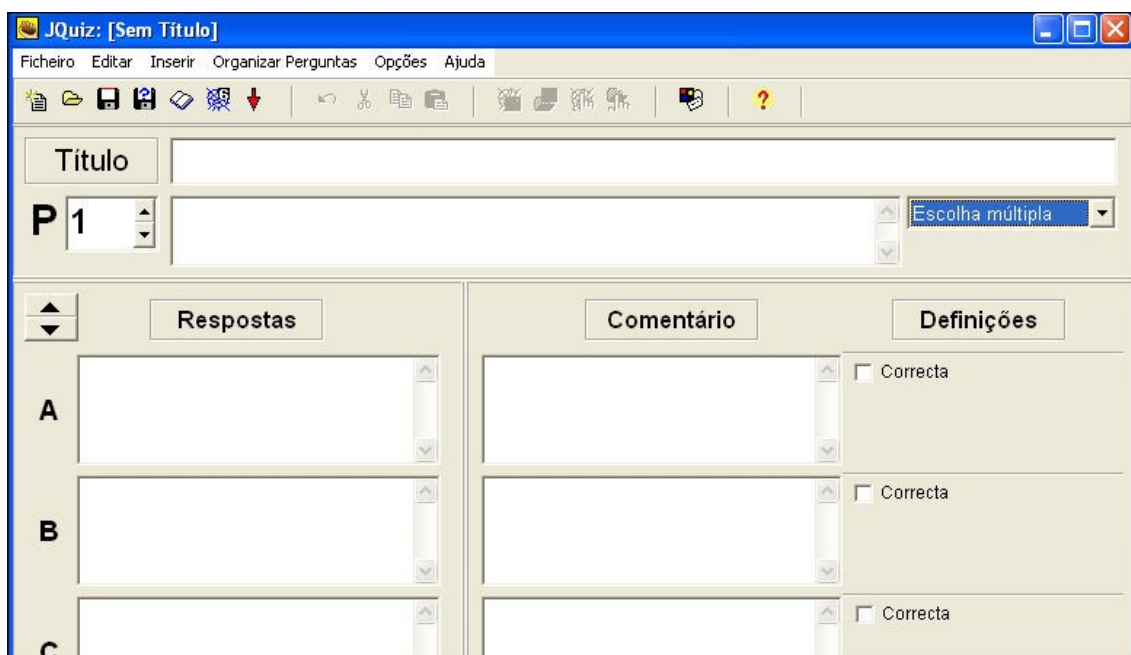 JQuiz: [Sem Título]
Ficheiro Editar Inserir Organizar Perguntas Opções Ajuda
Título
P 1 Escolha múltipla
Respostas Comentário Definições
A Correcta
B Correcta
C Correcta